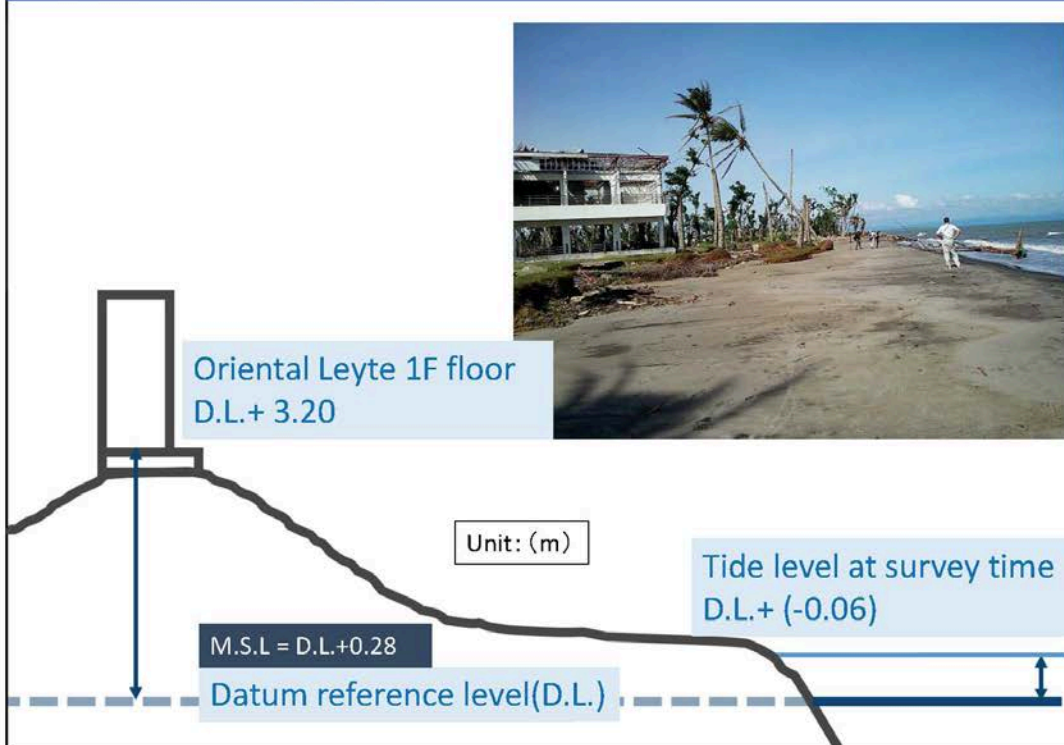 Oriental Leyte 1F floor
D.L.+ 3.20
Unit: (m)
Tide level at survey time
D.L.+ (-0.06)
M.S.L = D.L.+0.28
Datum reference level(D.L.)